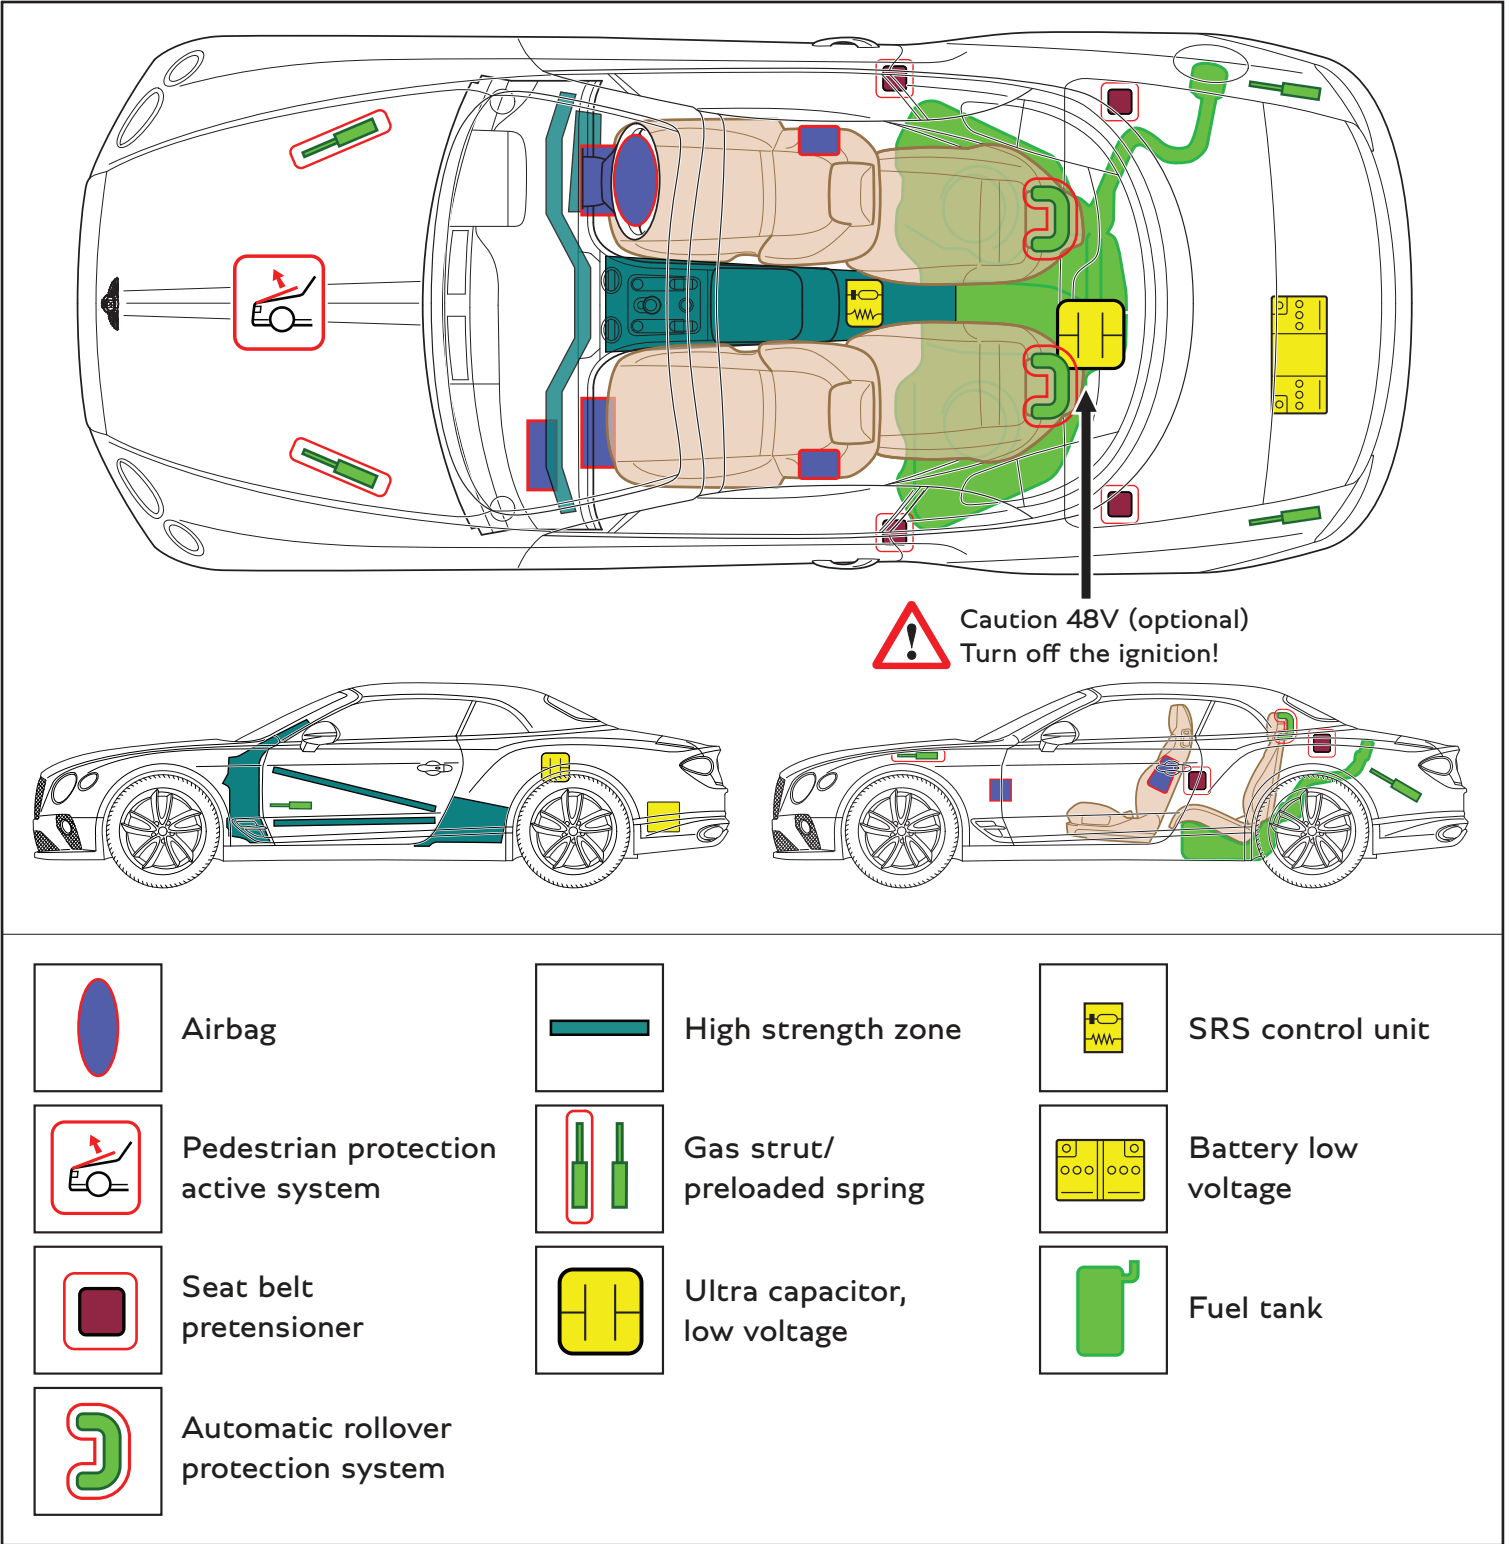 Caution 48V (optional)
Turn off the ignition!
Airbag
High strength zone
SRS control unit
Pedestrian protection
active system
Gas strut/
preloaded spring
Battery low
voltage
Seat belt
pretensioner
Ultra capacitor,
low voltage
Fuel tank
Automatic rollover
protection system